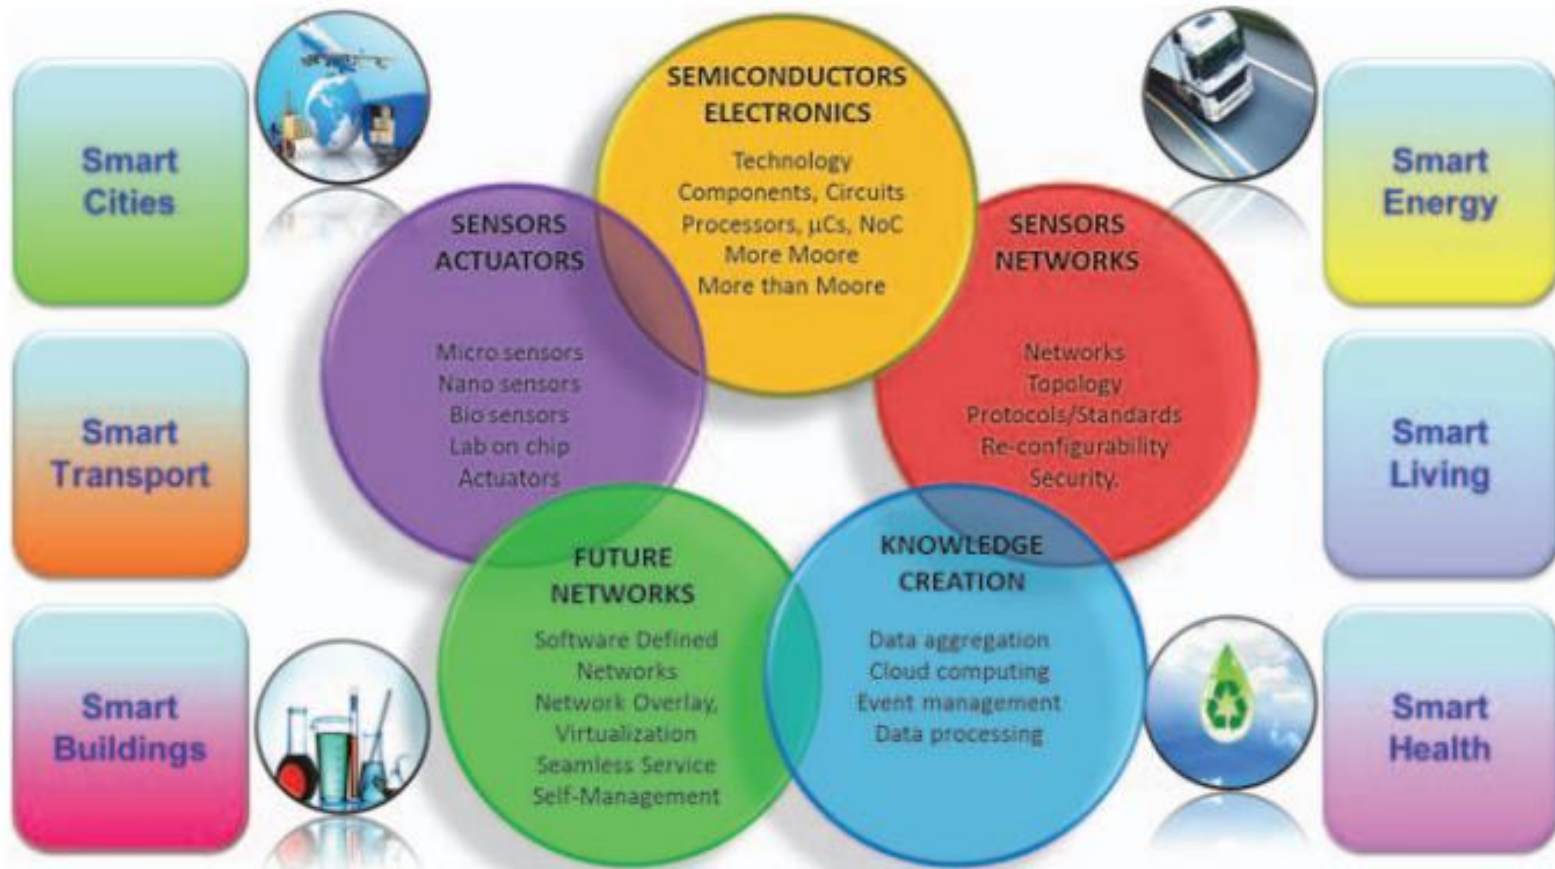 Smart
Cities
Smart
Transport
Smart
Buildings
SEMICONDUCTORS
ELECTRONICS
Technology
Components, Circuits
Processors, µCs, NoC
More Moore
More than Moore
SENSORS
ACTUATORS
Micro sensors
Nano sensors
Bio sensors
Lab on chip
Actuators
SENSORS
NETWORKS
Networks
Topology
Protocols/Standards
Re-configurability
Security.
FUTURE
NETWORKS
Software Defined
Networks
Network Overlay,
Virtualization
Seamless Service
Self-Management
KNOWLEDGE
CREATION
Data aggregation
Cloud computing
Event management
Data processing
Smart
Energy
Smart
Living
Smart
Health